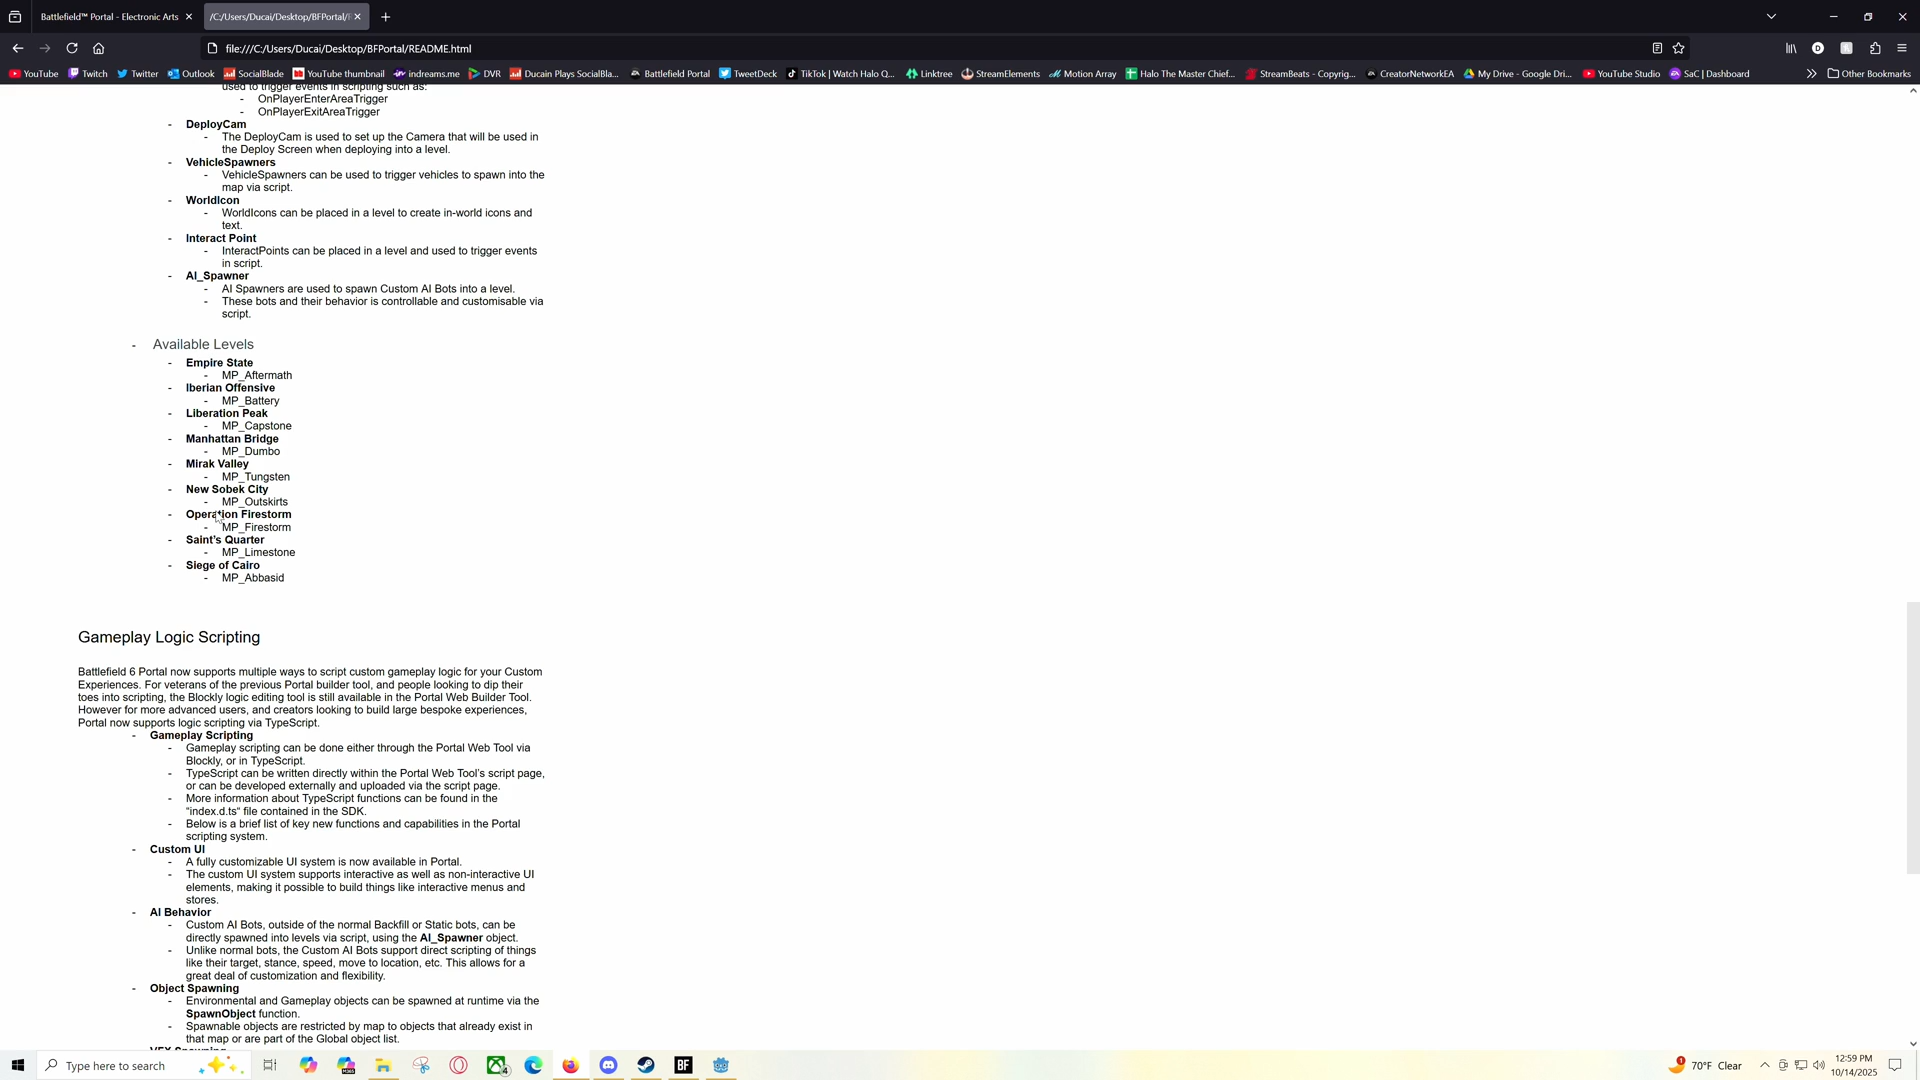 Battlefield™ Portal - Electronic Arts
/C:/Users/Ducai/Desktop/BFPortal/
file:///C:/Users/Ducai/Desktop/BFPortal/README.html
YouTube Twitch Twitter Outlook SocialBlade YouTube thumbnail indreams.me DVR Ducain Plays SocialBla... Battlefield Portal TweetDeck TikTok | Watch Halo Q... Linktree StreamElements Motion Array Halo The Master Chief... StreamBeats - Copyrig... CreatorNetworkEA My Drive - Google Dri... YouTube Studio SaC | Dashboard Other Bookmarks
used to trigger events in scripting such as:
- OnPlayerEnterAreaTrigger
- OnPlayerExitAreaTrigger
- DeployCam
- The DeployCam is used to set up the Camera that will be used in
the Deploy Screen when deploying into a level.
- VehicleSpawners
- VehicleSpawners can be used to trigger vehicles to spawn into the
map via script.
- WorldIcon
- WorldIcons can be placed in a level to create in-world icons and
text.
- Interact Point
- InteractPoints can be placed in a level and used to trigger events
in script.
- AI_Spawner
- AI Spawners are used to spawn Custom AI Bots into a level.
- These bots and their behavior is controllable and customisable via
script.
- Available Levels
- Empire State
- MP_Aftermath
- Iberian Offensive
- MP_Battery
- Liberation Peak
- MP_Capstone
- Manhattan Bridge
- MP_Dumbo
- Mirak Valley
- MP_Tungsten
- New Sobek City
- MP_Outskirts
- Operation Firestorm
- MP_Firestorm
- Saint's Quarter
- MP_Limestone
- Siege of Cairo
- MP_Abbasid
Gameplay Logic Scripting
Battlefield 6 Portal now supports multiple ways to script custom gameplay logic for your Custom
Experiences. For veterans of the previous Portal builder tool, and people looking to dip their
toes into scripting, the Blockly logic editing tool is still available in the Portal Web Builder Tool.
However for more advanced users, and creators looking to build large bespoke experiences,
Portal now supports logic scripting via TypeScript.
- Gameplay Scripting
- Gameplay scripting can be done either through the Portal Web Tool via
Blockly, or in TypeScript.
- TypeScript can be written directly within the Portal Web Tool's script page,
or can be developed externally and uploaded via the script page.
- More information about TypeScript functions can be found in the
"index.d.ts" file contained in the SDK.
- Below is a brief list of key new functions and capabilities in the Portal
scripting system.
- Custom UI
- A fully customizable UI system is now available in Portal.
- The custom UI system supports interactive as well as non-interactive UI
elements, making it possible to build things like interactive menus and
stores.
- AI Behavior
- Custom AI Bots, outside of the normal Backfill or Static bots, can be
directly spawned into levels via script, using the AI_Spawner object.
- Unlike normal bots, the Custom AI Bots support direct scripting of things
like their target, stance, speed, move to location, etc. This allows for a
great deal of customization and flexibility.
- Object Spawning
- Environmental and Gameplay objects can be spawned at runtime via the
SpawnObject function.
- Spawnable objects are restricted by map to objects that already exist in
that map or are part of the Global object list.
Type here to search
BF
70°F Clear
12:59 PM
10/14/2025